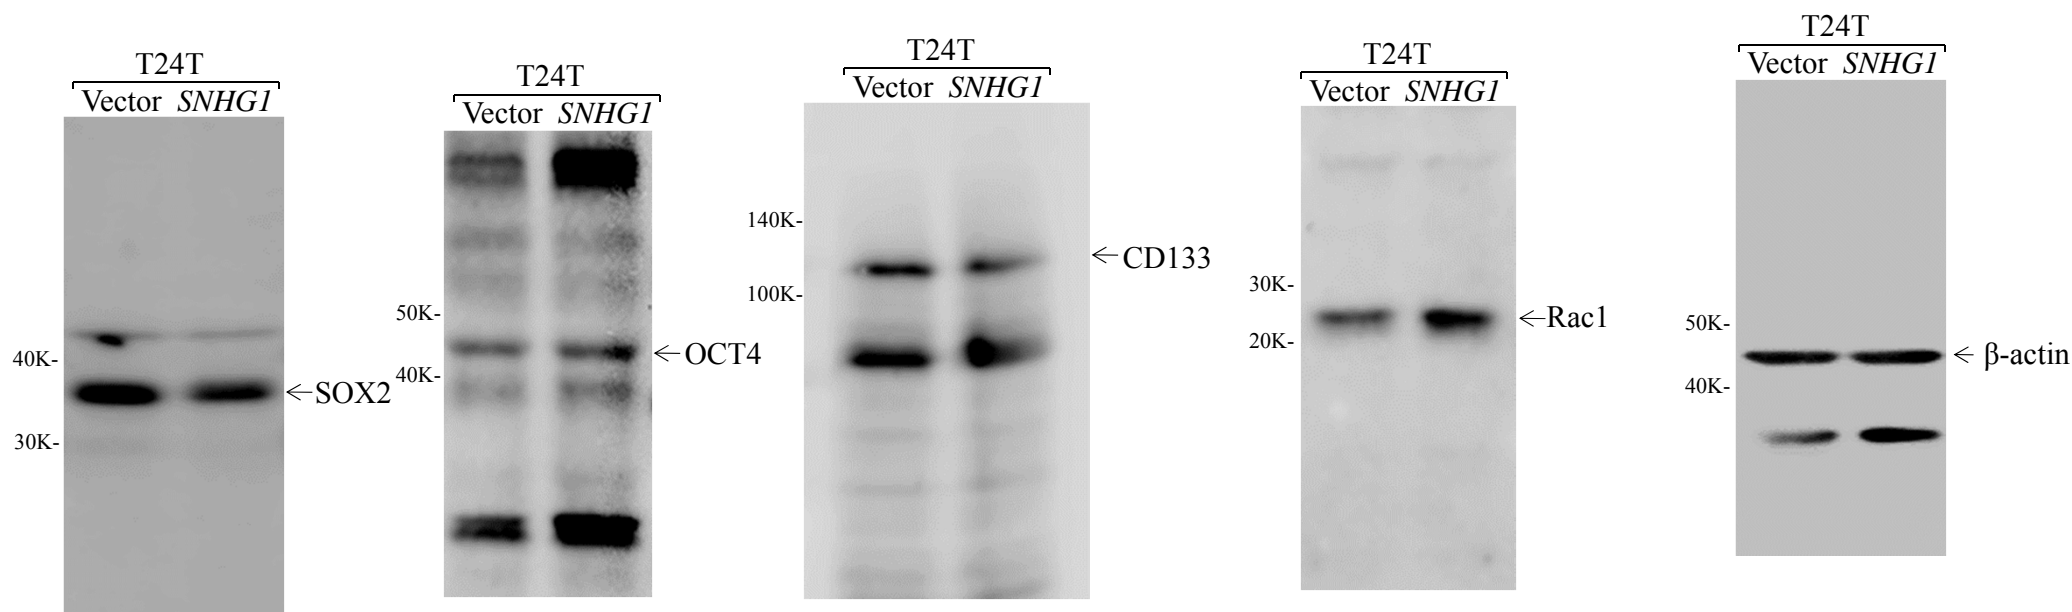 T24T
Vector SNHG1
40K-
30K-
←SOX2
T24T
Vector SNHG1
50K-
40K-
←OCT4
T24T
Vector SNHG1
140K-
100K-
←CD133
T24T
Vector SNHG1
30K-
20K-
←Rac1
T24T
Vector SNHG1
50K-
40K-
← β-actin